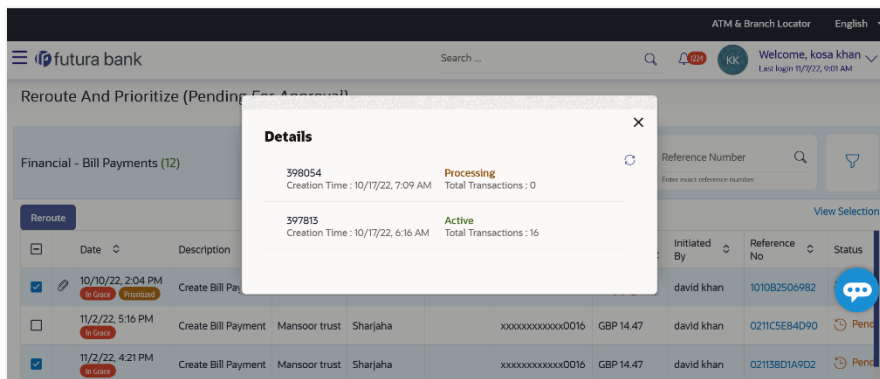 ATM & Branch Locator English
futura bank
Search ...
1224
KK
Welcome, kosa khan
Last login 11/7/22, 9:01 AM
Reroute And Prioritize (Pending For Approval)
Details
398054 Processing
Creation Time : 10/17/22, 7:09 AM Total Transactions : 0
397813 Active
Creation Time : 10/17/22, 6:16 AM Total Transactions : 16
Financial - Bill Payments (12)
Reference Number
Enter exact reference number
Reroute
View Selection
Date Description Initiated By Reference No Status
10/10/22, 2:04 PM Create Bill Pay david khan 1010B2506982
In Grace Prioritized
11/2/22, 5:16 PM Create Bill Payment Mansoor trust Sharjaha xxxxxxxxxxxx0016 GBP 14.47 david khan 0211C5E84D90 Pend
In Grace
11/2/22, 4:21 PM Create Bill Payment Mansoor trust Sharjaha xxxxxxxxxxxx0016 GBP 14.47 david khan 021138D1A9D2 Pend
In Grace